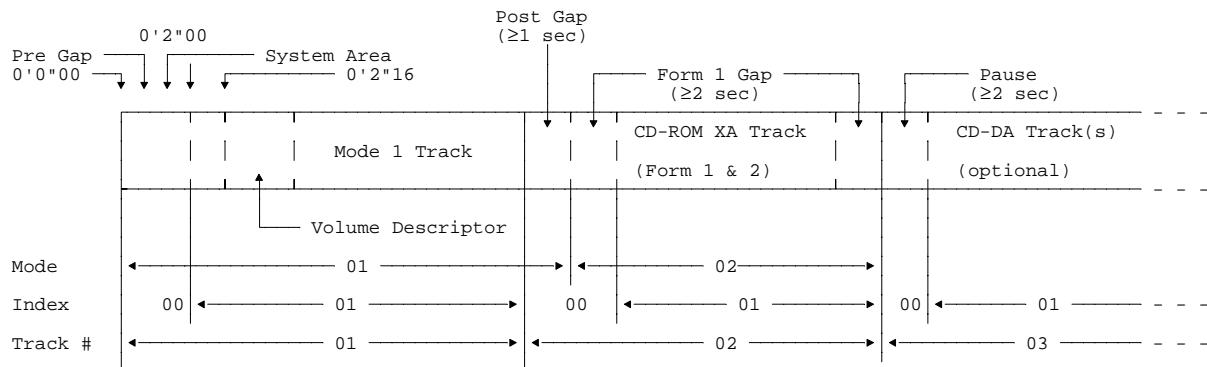 Post Gap
(≥1 sec)
0'2"00
Pre Gap
System Area
0'0"00
0'2"16
Form 1 Gap
(≥2 sec)
Pause
(≥2 sec)
Mode 1 Track
CD-ROM XA Track
(Form 1 & 2)
CD-DA Track(s)
(optional)
Volume Descriptor
Mode 01 02
Index 00 01 00 01 00 01
Track # 01 02 03